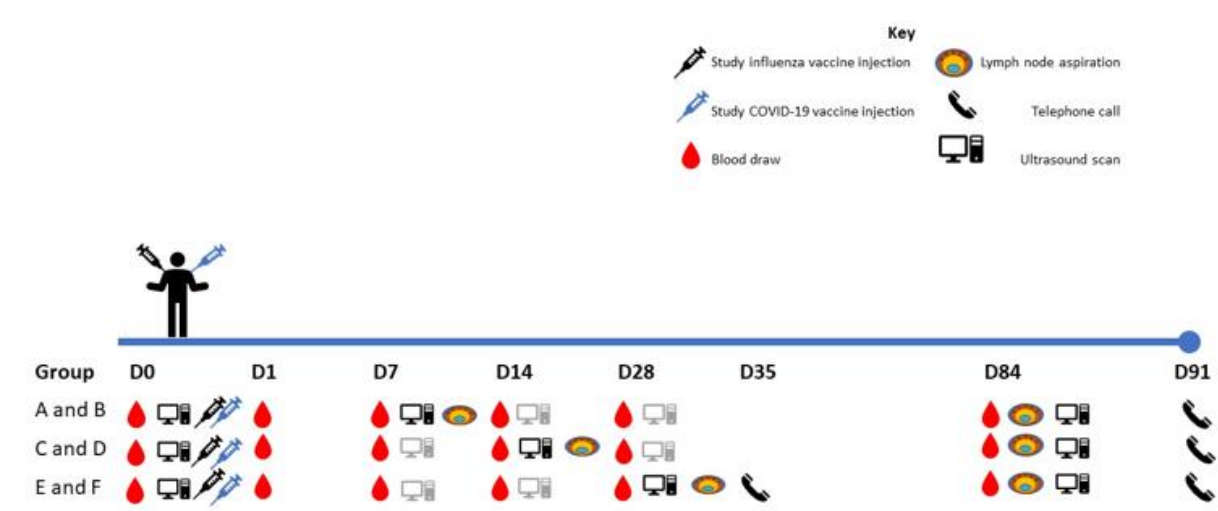 Key
Study influenza vaccine injection Lymph node aspiration
Study COVID-19 vaccine injection Telephone call
Blood draw Ultrasound scan
Group D0 D1 D7 D14 D28 D35 D84 D91
A and B
C and D
E and F